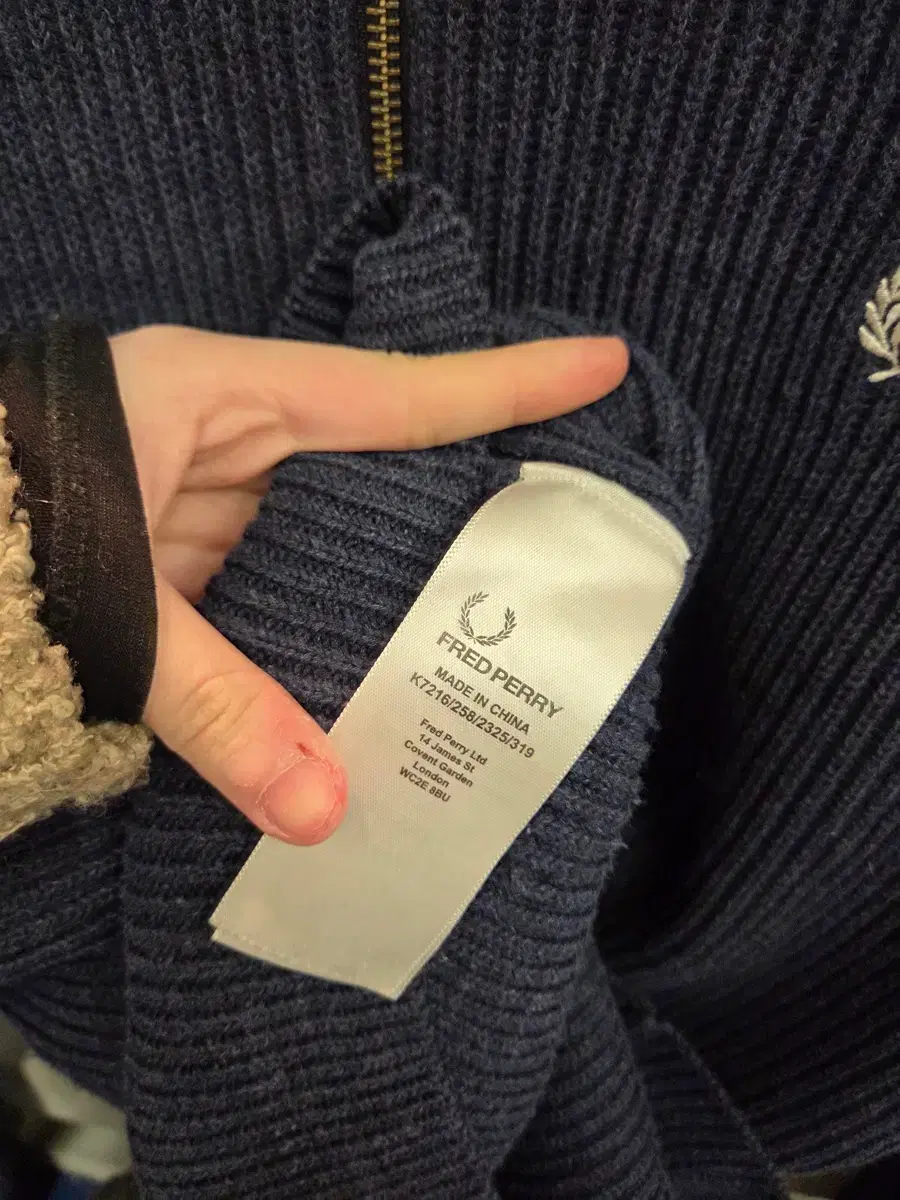 FRED PERRY
MADE IN CHINA
K7216/258/2325/319
Fred Perry Ltd
14 James St
Covent Garden
London
WC2E 8BU